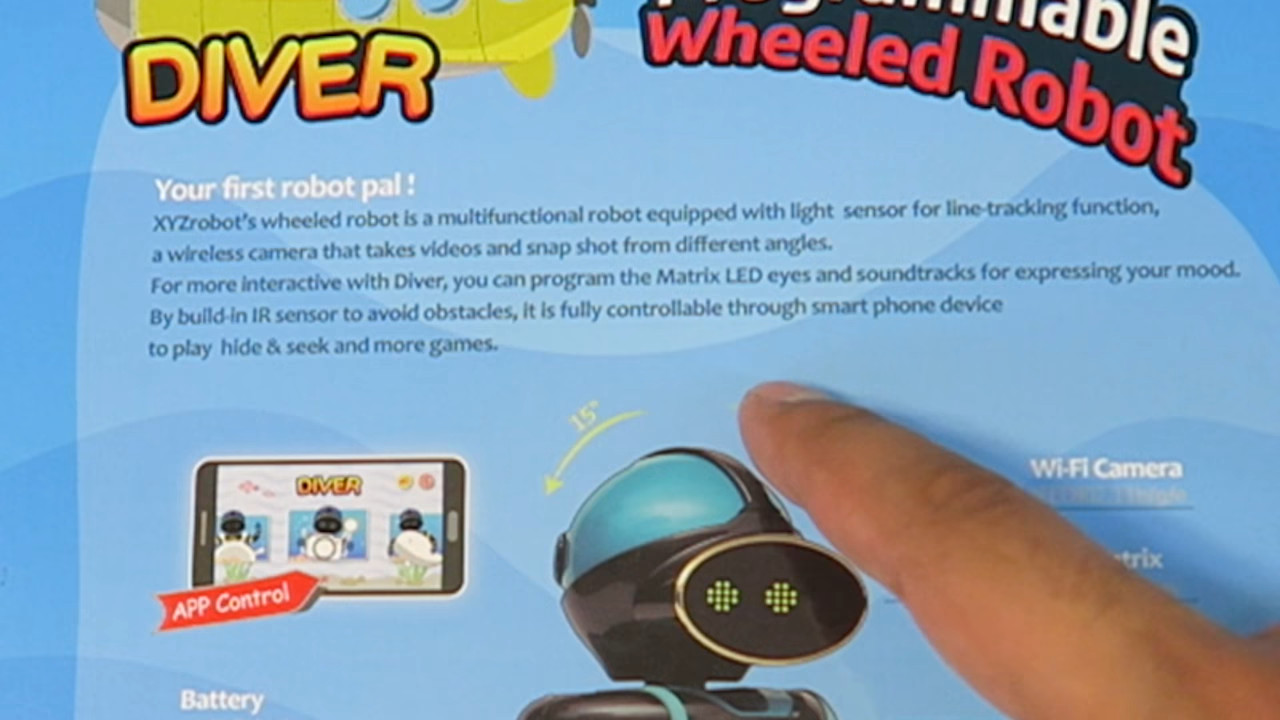 DIVER
Programmable
Wheeled Robot
Your first robot pal !
XYZrobot's wheeled robot is a multifunctional robot equipped with light sensor for line-tracking function,
a wireless camera that takes videos and snap shot from different angles.
For more interactive with Diver, you can program the Matrix LED eyes and soundtracks for expressing your mood.
By build-in IR sensor to avoid obstacles, it is fully controllable through smart phone device
to play hide & seek and more games.
15°
DIVER
APP Control
Wi-Fi Camera
Battery